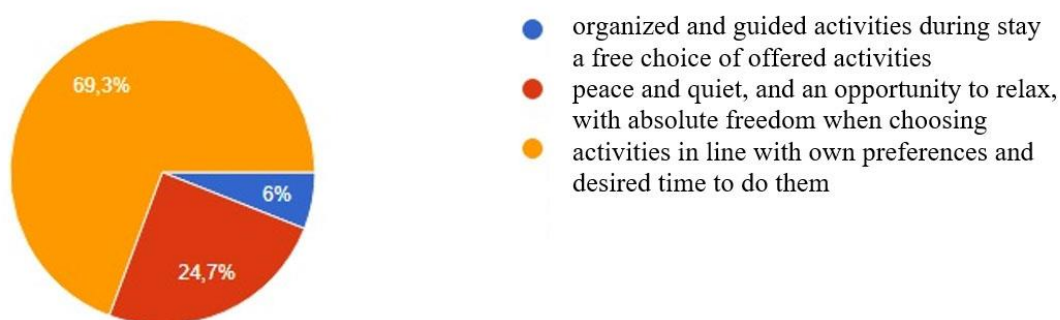 69,3%
6%
24,7%
organized and guided activities during stay
a free choice of offered activities
peace and quiet, and an opportunity to relax,
with absolute freedom when choosing
activities in line with own preferences and
desired time to do them